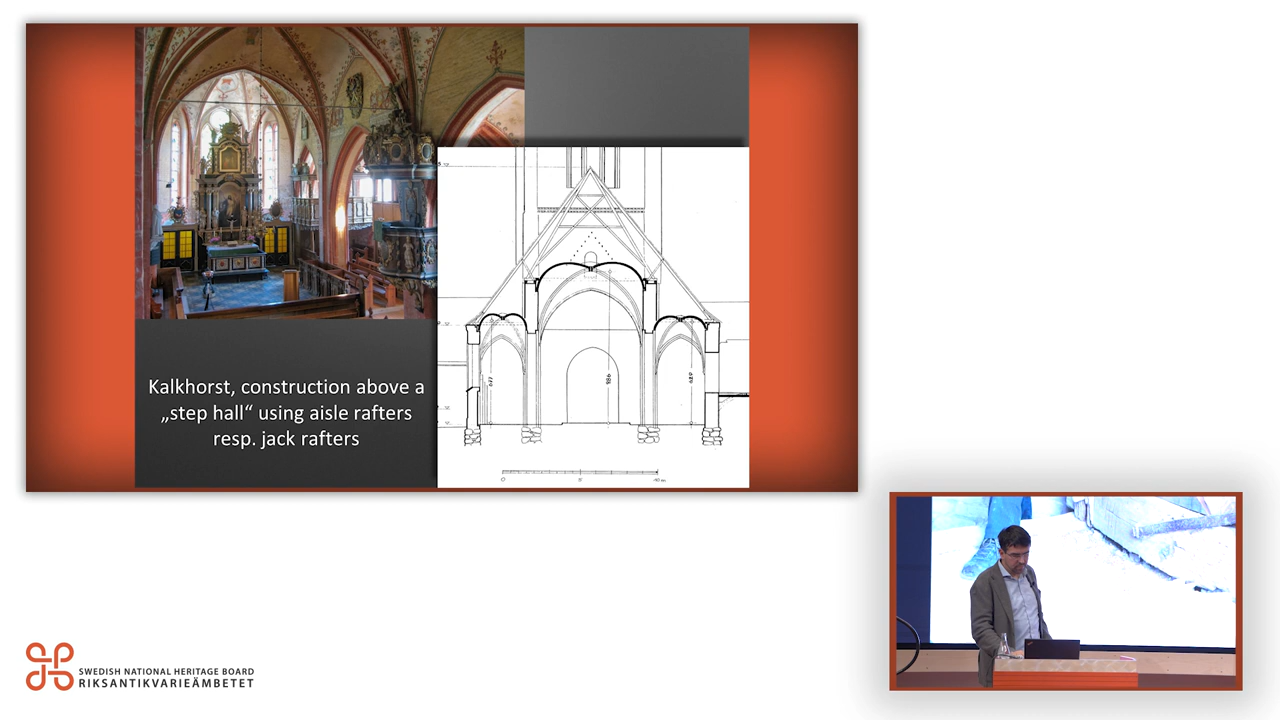 Kalkhorst, construction above a
„step hall“ using aisle rafters
resp. jack rafters
SWEDISH NATIONAL HERITAGE BOARD
RIKSANTIKVARIEÄMBETET